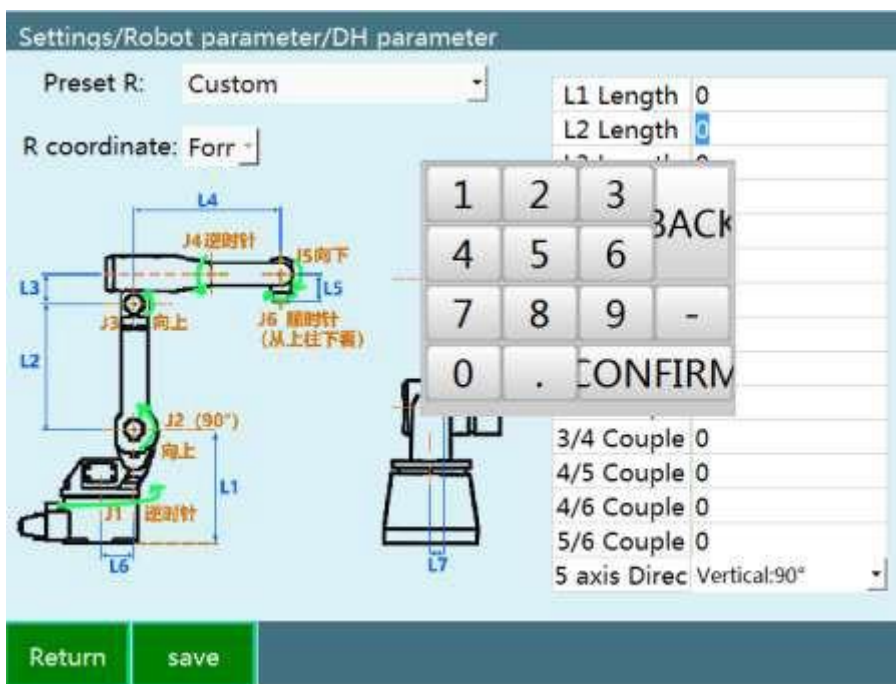 Settings/Robot parameter/DH parameter
Preset R: Custom
L1 Length 0
L2 Length 0
R coordinate: Forr
1 2 3 BACK
4 5 6
7 8 9 -
0 . CONFIRM
L4
J4逆时针
J5向下
L3
L5
J3 向上
J6 顺时针
(从上往下看)
L2
J2 (90°)
向上
L1
J1 逆时针
L6
L7
3/4 Couple 0
4/5 Couple 0
4/6 Couple 0
5/6 Couple 0
5 axis Direc Vertical:90°
Return save